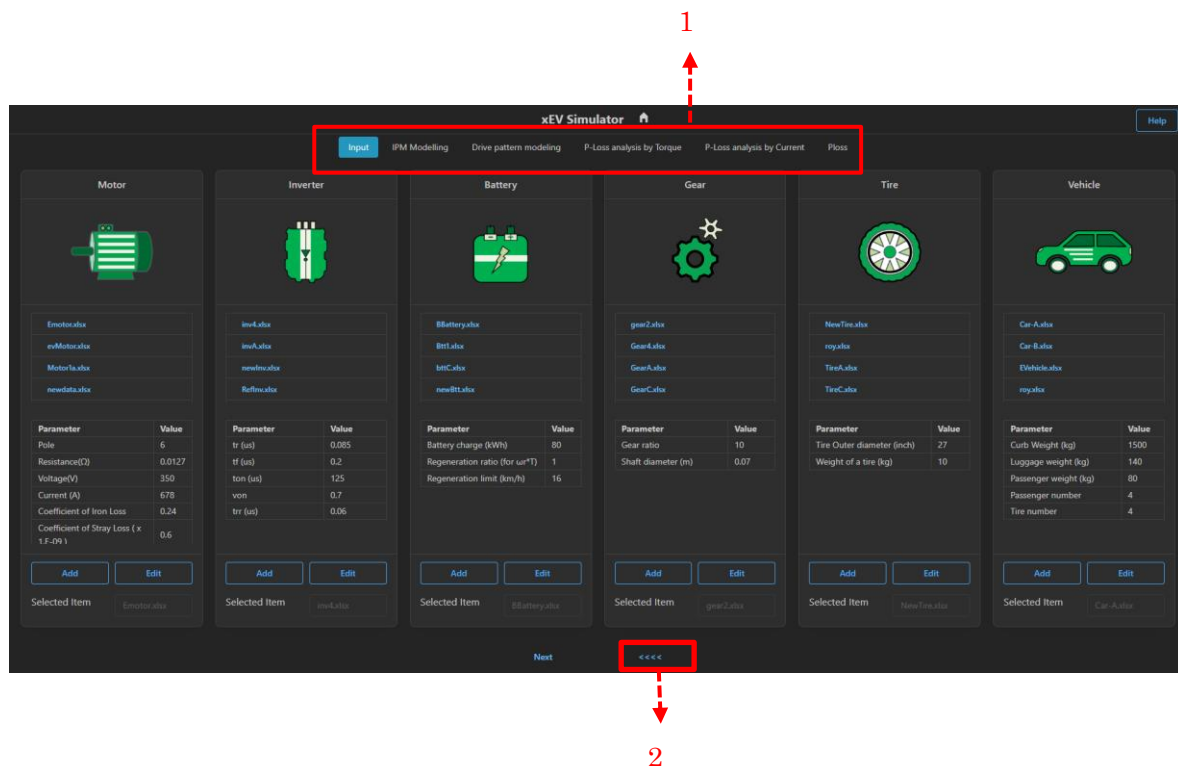 1
xEV Simulator
Help
Input IPM Modelling Drive pattern modeling P-Loss analysis by Torque P-Loss analysis by Current Ploss
Motor
Emotor.xlsx
evMotor.xlsx
Motor1a.xlsx
newdata.xlsx
Parameter Value
Pole 6
Resistance(Ω) 0.0127
Voltage(V) 350
Current (A) 678
Coefficient of Iron Loss 0.24
Coefficient of Stray Loss ( x
1.E-09 ) 0.6
Add Edit
Selected Item Emotor.xlsx
Inverter
inv4.xlsx
invA.xlsx
newInv.xlsx
RefInv.xlsx
Parameter Value
tr (us) 0.085
tf (us) 0.2
ton (us) 125
von 0.7
trr (us) 0.06
Add Edit
Selected Item inv4.xlsx
Battery
BBattery.xlsx
Btt1.xlsx
bttC.xlsx
newBtt.xlsx
Parameter Value
Battery charge (kWh) 80
Regeneration ratio (for ωr*T) 1
Regeneration limit (km/h) 16
Add Edit
Selected Item BBattery.xlsx
Gear
gear2.xlsx
Gear4.xlsx
GearA.xlsx
GearC.xlsx
Parameter Value
Gear ratio 10
Shaft diameter (m) 0.07
Add Edit
Selected Item gear2.xlsx
Tire
NewTire.xlsx
roy.xlsx
TireA.xlsx
TireC.xlsx
Parameter Value
Tire Outer diameter (inch) 27
Weight of a tire (kg) 10
Add Edit
Selected Item NewTire.xlsx
Vehicle
Car-A.xlsx
Car-B.xlsx
EVehicle.xlsx
roy.xlsx
Parameter Value
Curb Weight (kg) 1500
Luggage weight (kg) 140
Passenger weight (kg) 80
Passenger number 4
Tire number 4
Add Edit
Selected Item Car-A.xlsx
Next <<<<
2